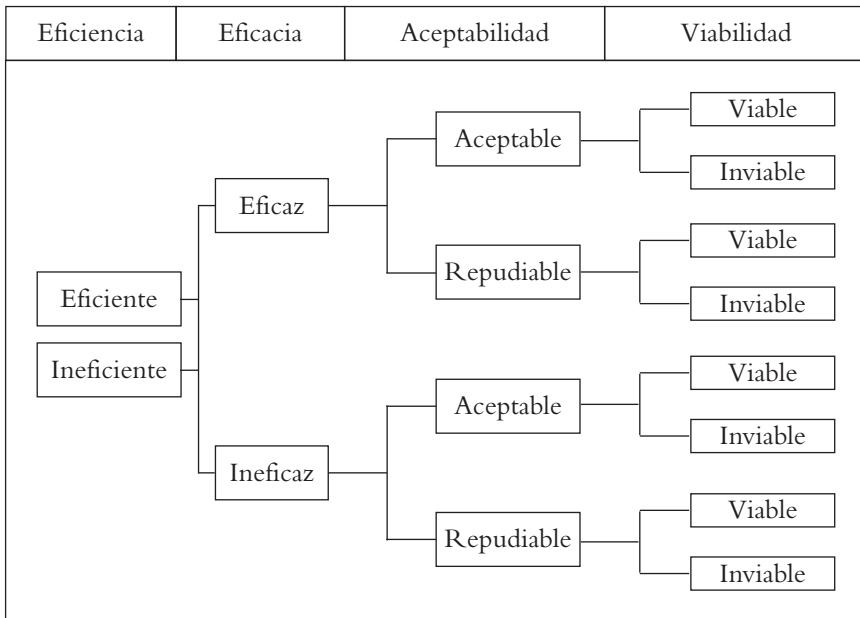 Eficiencia Eficacia Aceptabilidad Viabilidad
Viable
Aceptable
Inviable
Eficaz
Viable
Repudiable
Inviable
Eficiente
Ineficiente
Viable
Aceptable
Inviable
Ineficaz
Viable
Repudiable
Inviable